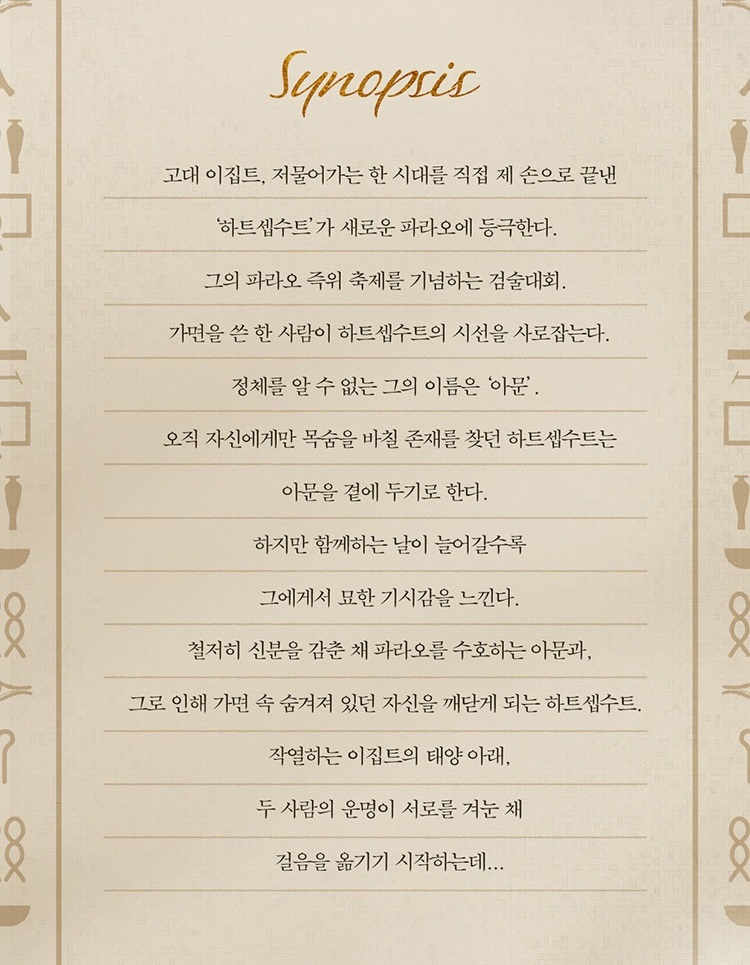 Synopsis
고대 이집트, 저물어가는 한 시대를 직접 제 손으로 끝낸
‘하트셉수트’가 새로운 파라오에 등극한다.
그의 파라오 즉위 축제를 기념하는 검술대회.
가면을 쓴 한 사람이 하트셉수트의 시선을 사로잡는다.
정체를 알 수 없는 그의 이름은 ‘아문’.
오직 자신에게만 목숨을 바칠 존재를 찾던 하트셉수트는
아문을 곁에 두기로 한다.
하지만 함께하는 날이 늘어갈수록
그에게서 묘한 기시감을 느낀다.
철저히 신분을 감춘 채 파라오를 수호하는 아문과,
그로 인해 가면 속 숨겨져 있던 자신을 깨닫게 되는 하트셉수트.
작열하는 이집트의 태양 아래,
두 사람의 운명이 서로를 겨눈 채
걸음을 옮기기 시작하는데...